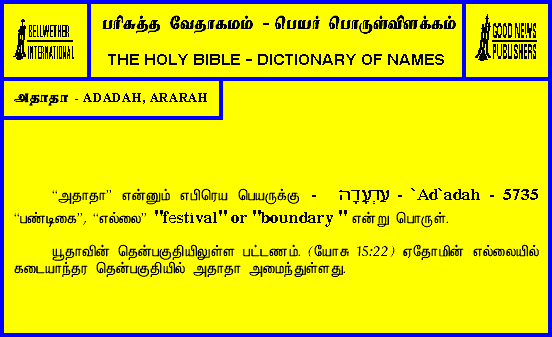 BELLWETHER
INTERNATIONAL
பரிசுத்த வேதாகமம் - பெயர் பொருள்விளக்கம்
THE HOLY BIBLE - DICTIONARY OF NAMES
GOOD NEWS
PUBLISHERS
அதாதா - ADADAH, ARARAH
“அதாதா” என்னும் எபிரெய பெயருக்கு - עַדְעָדָה - `Ad`adah - 5735
“பண்டிகை”, “எல்லை” "festival" or "boundary " என்று பொருள்.
யூதாவின் தென்பகுதியிலுள்ள பட்டணம். (யோசு 15:22) ஏதோமின் எல்லையில்
கடையாந்தர தென்பகுதியில் அதாதா அமைந்துள்ளது.